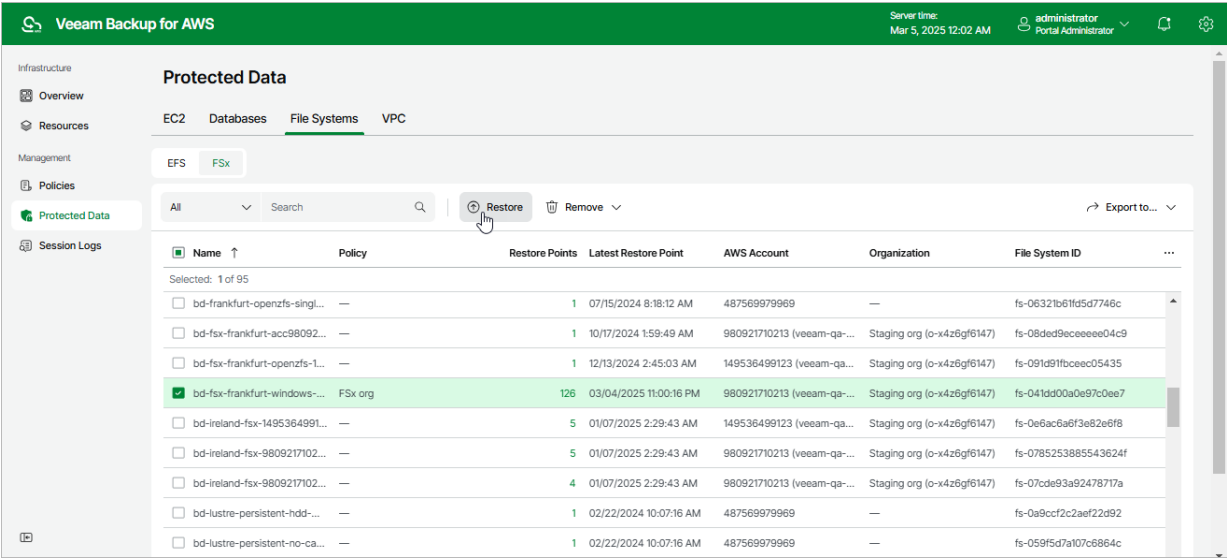 Veeam Backup for AWS
Server time:
Mar 5, 2025 12:02 AM
administrator
Portal Administrator
Infrastructure
Overview
Resources
Management
Policies
Protected Data
Session Logs
Protected Data
EC2 Databases File Systems VPC
EFS FSx
All Search Restore Remove Export to...
Name Policy Restore Points Latest Restore Point AWS Account Organization File System ID ...
Selected: 1 of 95
bd-frankfurt-openzfs-singl... — 1 07/15/2024 8:18:12 AM 487569979969 — fs-06321b61fd5d7746c
bd-fsx-frankfurt-acc98092... — 1 10/17/2024 1:59:49 AM 980921710213 (veeam-qa-... Staging org (o-x4z6gf6147) fs-08ded9eceeeee04c9
bd-fsx-frankfurt-openzfs-1... — 1 12/13/2024 2:45:03 AM 149536499123 (veeam-qa... Staging org (o-x4z6gf6147) fs-091d91fbceec05435
bd-fsx-frankfurt-windows-... FSx org 126 03/04/2025 11:00:16 PM 980921710213 (veeam-qa-... Staging org (o-x4z6gf6147) fs-041dd00a0e97c0ee7
bd-ireland-fsx-1495364991... — 5 01/07/2025 2:29:43 AM 149536499123 (veeam-qa... Staging org (o-x4z6gf6147) fs-0e6ac6a6f3e82e6f8
bd-ireland-fsx-9809217102... — 5 01/07/2025 2:29:43 AM 980921710213 (veeam-qa-... Staging org (o-x4z6gf6147) fs-0785253885543624f
bd-ireland-fsx-9809217102... — 4 01/07/2025 2:29:43 AM 980921710213 (veeam-qa-... Staging org (o-x4z6gf6147) fs-07cde93a92478717a
bd-lustre-persistent-hdd-... — 1 02/22/2024 10:07:16 AM 487569979969 — fs-0a9ccf2c2aef22d92
bd-lustre-persistent-no-ca... — 1 02/22/2024 10:07:16 AM 487569979969 — fs-059f5d7a107c6864c